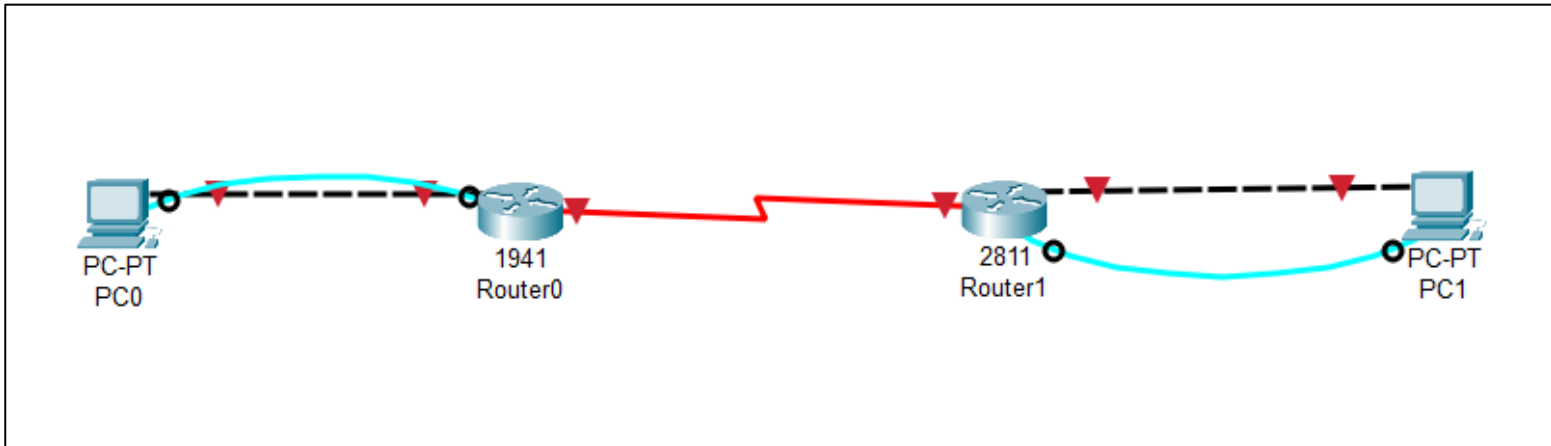 PC-PT
PC0
1941
Router0
2811
Router1
PC-PT
PC1